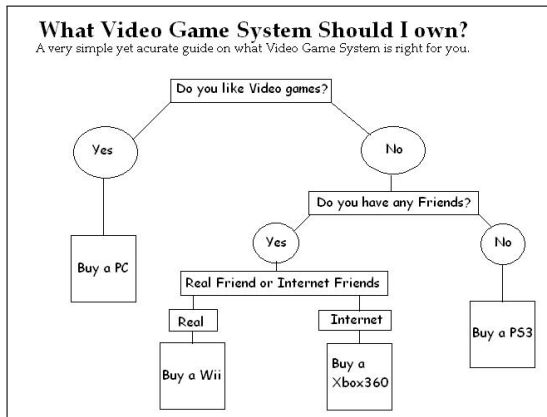 What Video Game System Should I own?
A very simple yet acurate guide on what Video Game System is right for you.
Do you like Video games?
Yes
No
Do you have any Friends?
Yes
No
Buy a PC
Real Friend or Internet Friends
Real
Internet
Buy a PS3
Buy a Wii
Buy a
Xbox360